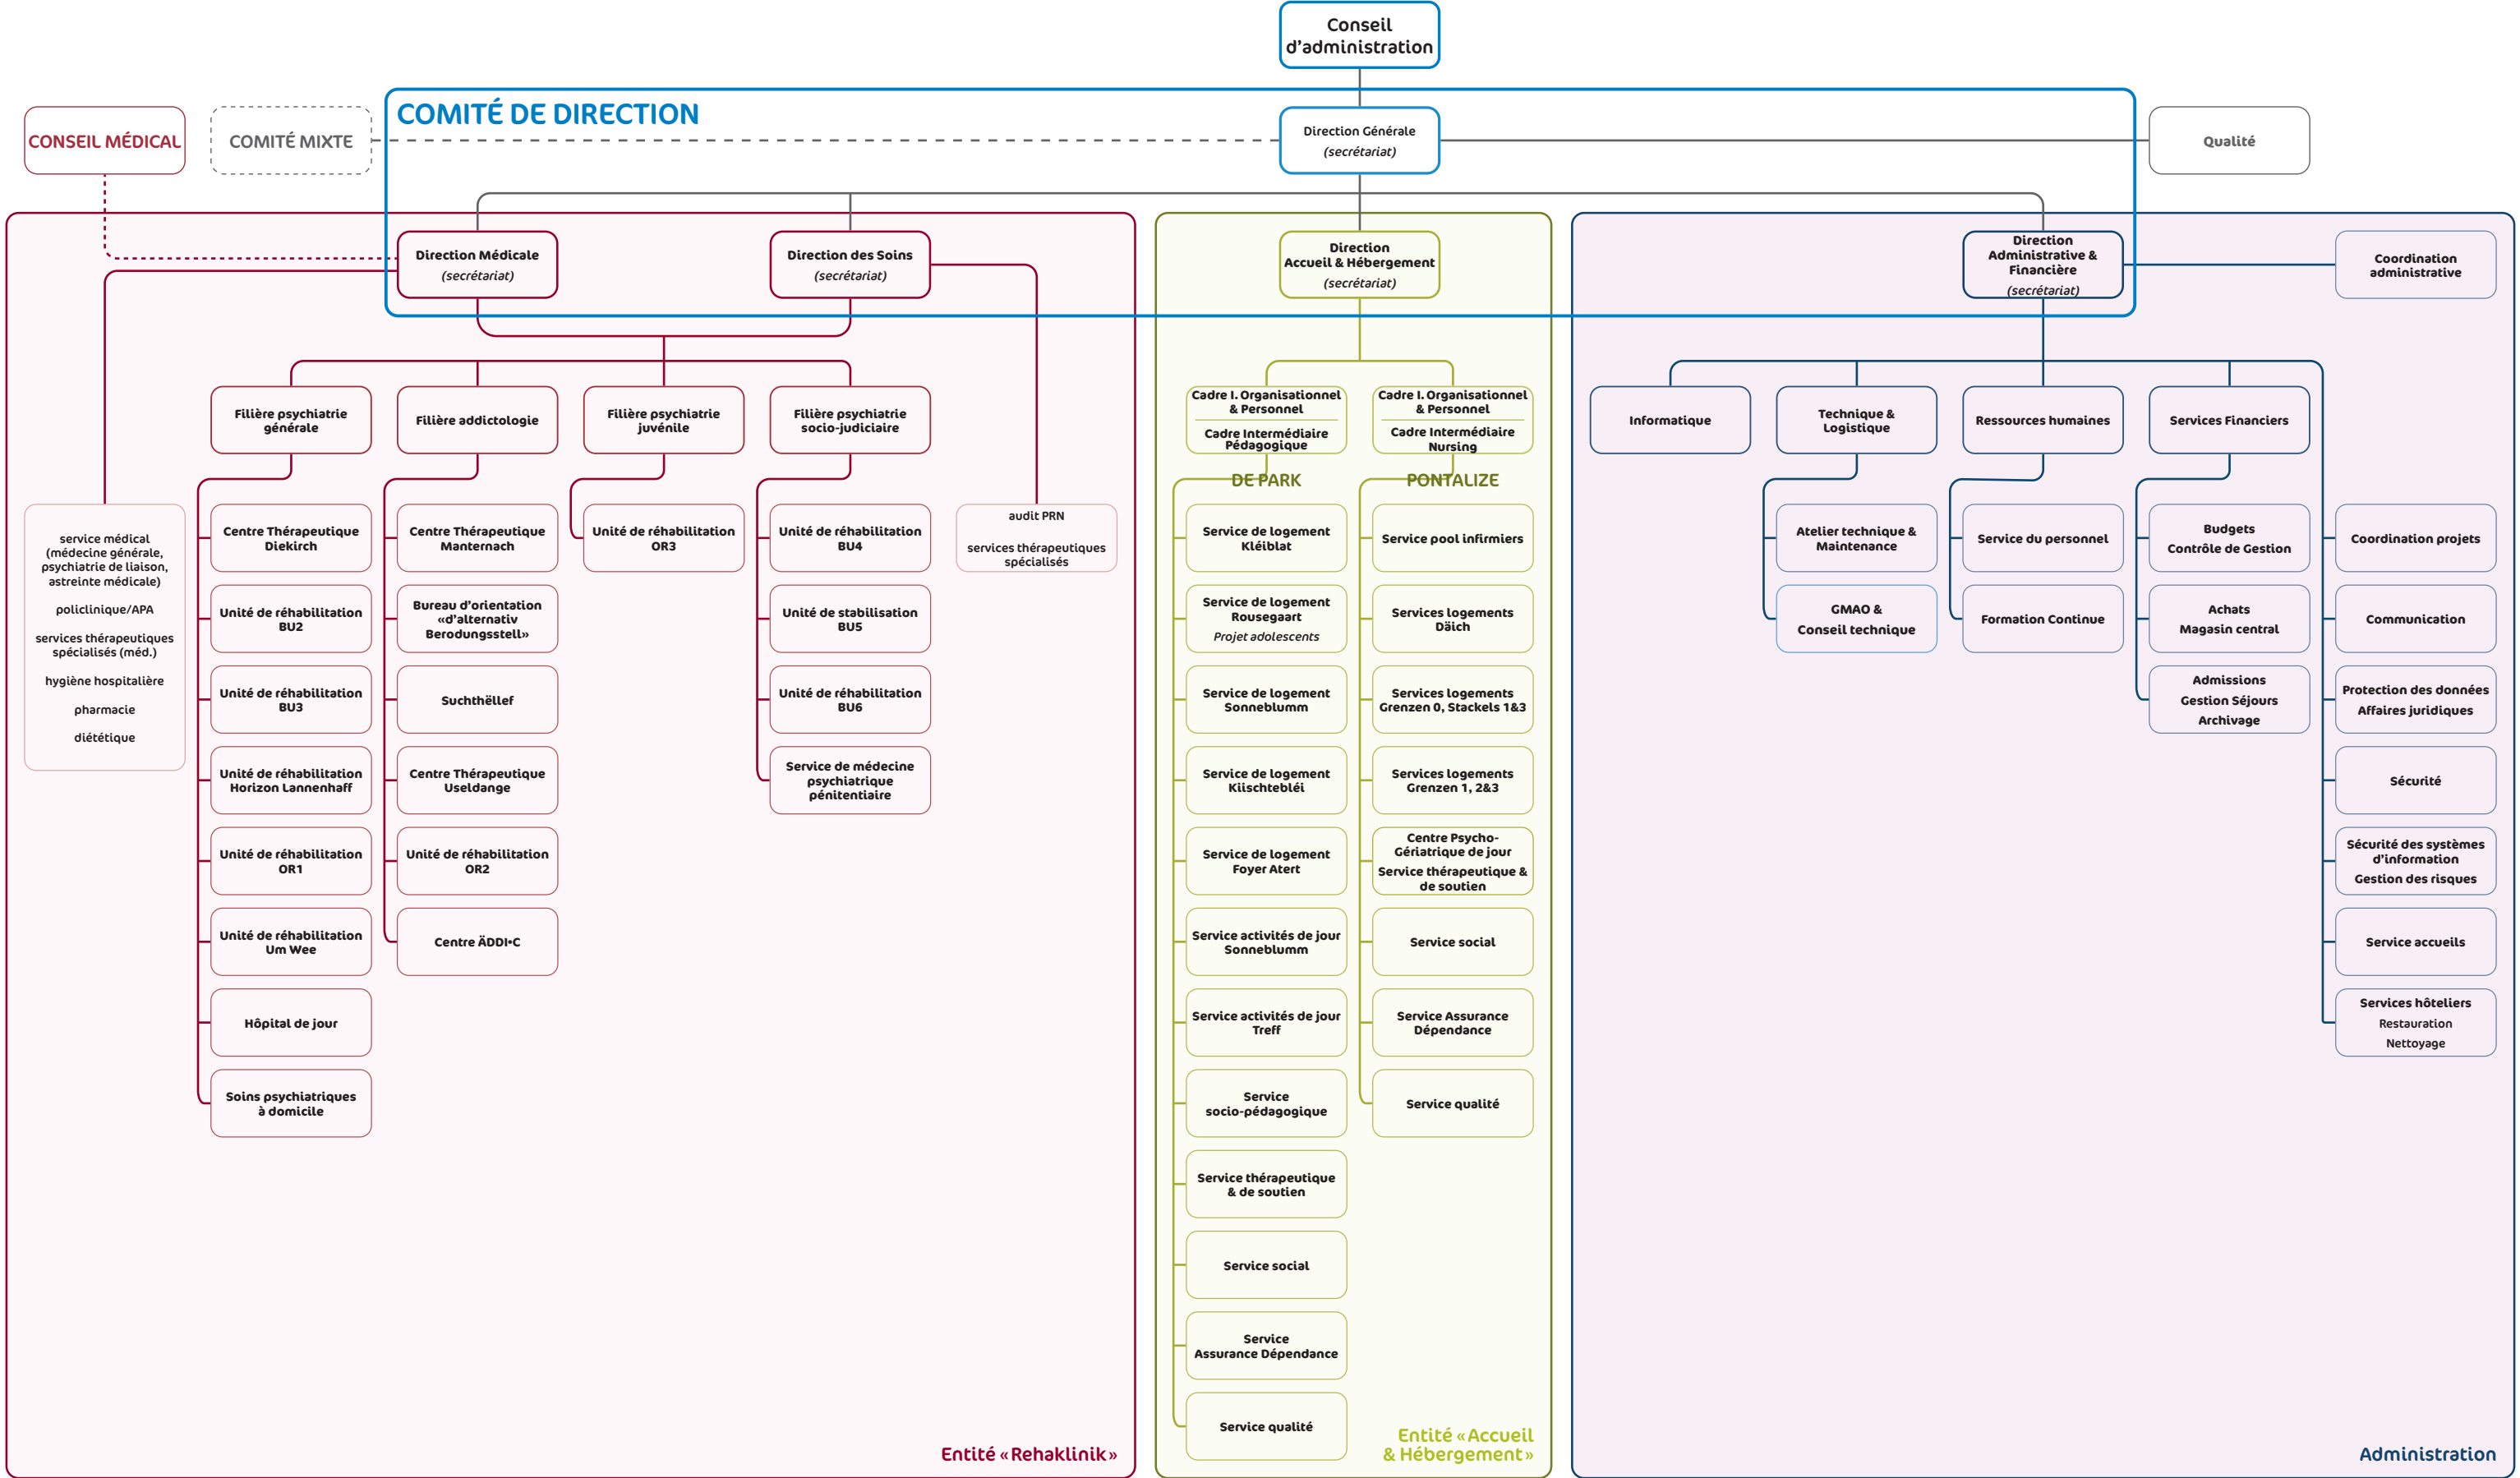 Conseil
d’administration
COMITÉ DE DIRECTION
CONSEIL MÉDICAL
COMITÉ MIXTE
Direction Générale
(secrétariat)
Qualité
Direction Médicale
(secrétariat)
Direction des Soins
(secrétariat)
Direction
Accueil & Hébergement
(secrétariat)
Direction
Administrative &
Financière
(secrétariat)
Coordination
administrative
Filière psychiatrie
générale
Filière addictologie
Filière psychiatrie
juvénile
Filière psychiatrie
socio-judiciaire
Cadre I. Organisationnel
& Personnel
Cadre Intermédiaire
Pédagogique
Cadre I. Organisationnel
& Personnel
Cadre Intermédiaire
Nursing
Informatique
Technique &
Logistique
Ressources humaines
Services Financiers
DE PARK
PONTALIZE
service médical
(médecine générale,
psychiatrie de liaison,
astreinte médicale)
policlinique/APA
services thérapeutiques
spécialisés (méd.)
hygiène hospitalière
pharmacie
diététique
Centre Thérapeutique
Diekirch
Unité de réhabilitation
BU2
Unité de réhabilitation
BU3
Unité de réhabilitation
Horizon Lannenhaff
Unité de réhabilitation
OR1
Unité de réhabilitation
Um Wee
Hôpital de jour
Soins psychiatriques
à domicile
Centre Thérapeutique
Manternach
Bureau d’orientation
«d’alternativ
Berodungsstell»
Suchthëllef
Centre Thérapeutique
Useldange
Unité de réhabilitation
OR2
Centre ÄDDI•C
Unité de réhabilitation
OR3
Unité de réhabilitation
BU4
Unité de stabilisation
BU5
Unité de réhabilitation
BU6
Service de médecine
psychiatrique
pénitentiaire
audit PRN
services thérapeutiques
spécialisés
Service de logement
Kléiblat
Service de logement
Rousegaart
Projet adolescents
Service de logement
Sonneblumm
Service de logement
Kiischtebléi
Service de logement
Foyer Atert
Service activités de jour
Sonneblumm
Service activités de jour
Treff
Service
socio-pédagogique
Service thérapeutique
& de soutien
Service social
Service
Assurance Dépendance
Service qualité
Service pool infirmiers
Services logements
Däich
Services logements
Grenzen 0, Stackels 1&3
Services logements
Grenzen 1, 2&3
Centre Psycho-
Gériatrique de jour
Service thérapeutique &
de soutien
Service social
Service Assurance
Dépendance
Service qualité
Atelier technique &
Maintenance
GMAO &
Conseil technique
Service du personnel
Formation Continue
Budgets
Contrôle de Gestion
Achats
Magasin central
Admissions
Gestion Séjours
Archivage
Coordination projets
Communication
Protection des données
Affaires juridiques
Sécurité
Sécurité des systèmes
d’information
Gestion des risques
Service accueils
Services hôteliers
Restauration
Nettoyage
Entité «Rehaklinik»
Entité «Accueil
& Hébergement»
Administration